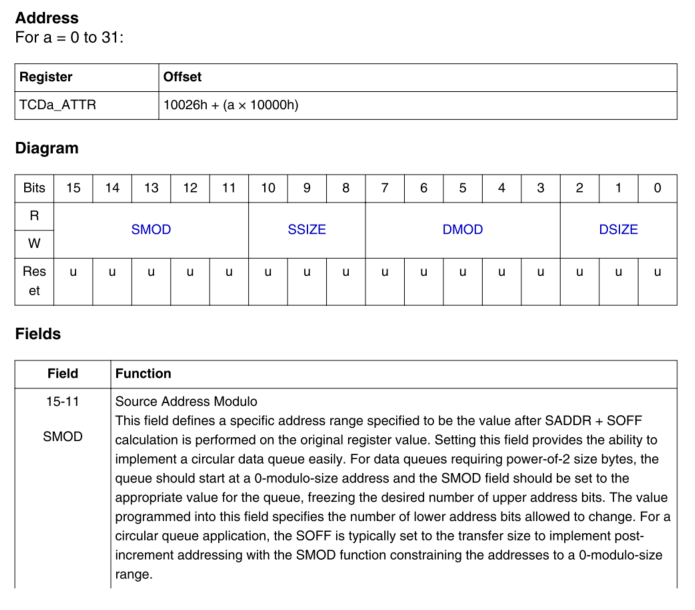 Address
For a = 0 to 31:
Register Offset
TCDa_ATTR 10026h + (a × 10000h)
Diagram
Bits 15 14 13 12 11 10 9 8 7 6 5 4 3 2 1 0
R
SMOD SSIZE DMOD DSIZE
W
Res u u u u u u u u u u u u u u u u
et
Fields
Field Function
15-11 Source Address Modulo
This field defines a specific address range specified to be the value after SADDR + SOFF
SMOD calculation is performed on the original register value. Setting this field provides the ability to
implement a circular data queue easily. For data queues requiring power-of-2 size bytes, the
queue should start at a 0-modulo-size address and the SMOD field should be set to the
appropriate value for the queue, freezing the desired number of upper address bits. The value
programmed into this field specifies the number of lower address bits allowed to change. For a
circular queue application, the SOFF is typically set to the transfer size to implement post-
increment addressing with the SMOD function constraining the addresses to a 0-modulo-size
range.